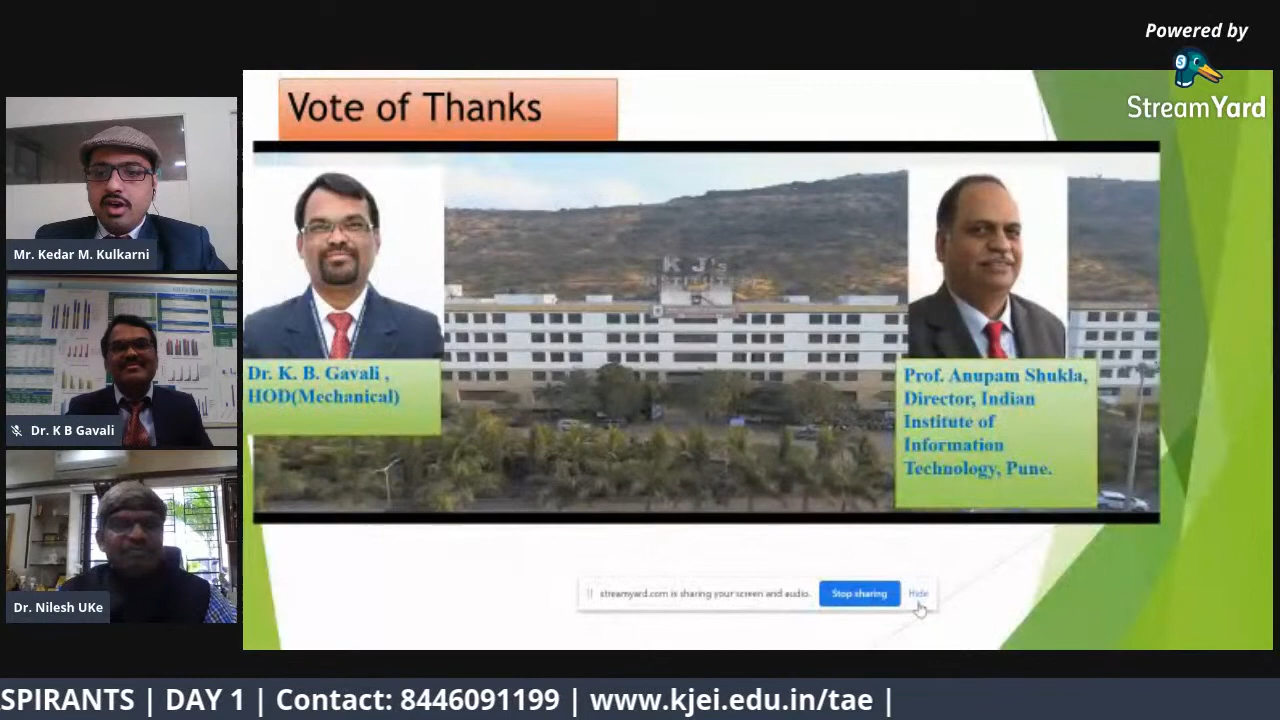 Powered by
StreamYard
Vote of Thanks
Mr. Kedar M. Kulkarni
K J's
Dr. K. B. Gavali ,
HOD(Mechanical)
Prof. Anupam Shukla,
Director, Indian
Institute of
Information
Technology, Pune.
Dr. K B Gavali
Dr. Nilesh UKe
streamyard.com is sharing your screen and audio.
Stop sharing
Hide
SPIRANTS | DAY 1 | Contact: 8446091199 | www.kjei.edu.in/tae |